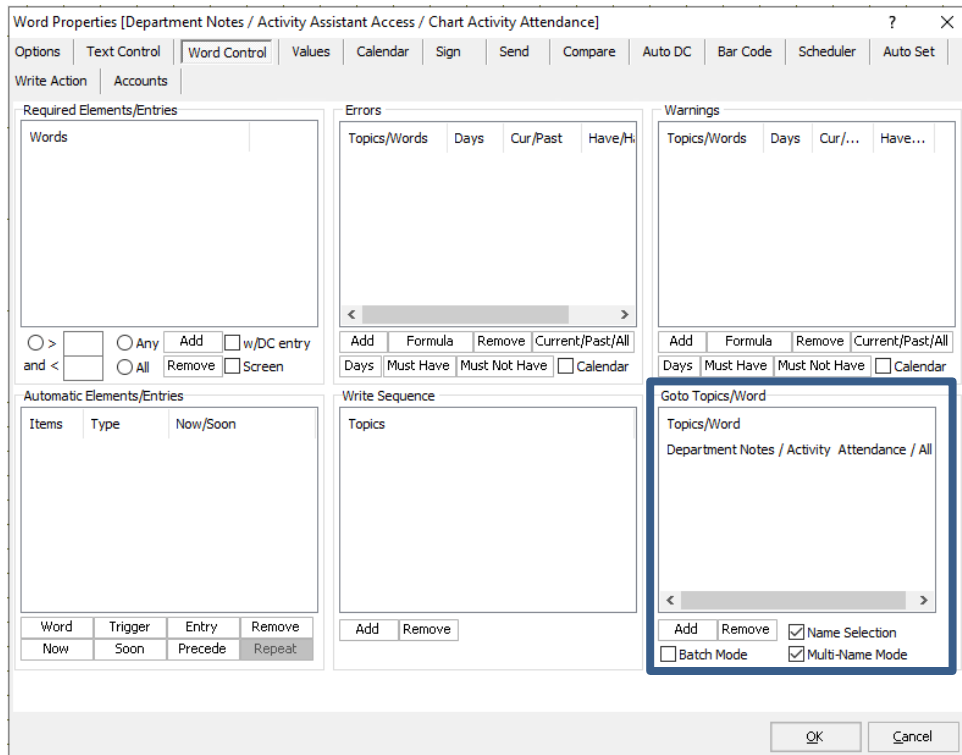 Word Properties [Department Notes / Activity Assistant Access / Chart Activity Attendance] ? ×
Options Text Control Word Control Values Calendar Sign Send Compare Auto DC Bar Code Scheduler Auto Set
Write Action Accounts
Required Elements/Entries
Words
> Any Add w/DC entry
and < All Remove Screen
Errors
Topics/Words Days Cur/Past Have/Ha
< >
Add Formula Remove Current/Past/All
Days Must Have Must Not Have Calendar
Warnings
Topics/Words Days Cur/... Have...
Add Formula Remove Current/Past/All
Days Must Have Must Not Have Calendar
Automatic Elements/Entries
Items Type Now/Soon
Word Trigger Entry Remove
Now Soon Precede Repeat
Write Sequence
Topics
Add Remove
Goto Topics/Word
Topics/Word
Department Notes / Activity Attendance / All
< >
Add Remove Name Selection
Batch Mode Multi-Name Mode
OK Cancel